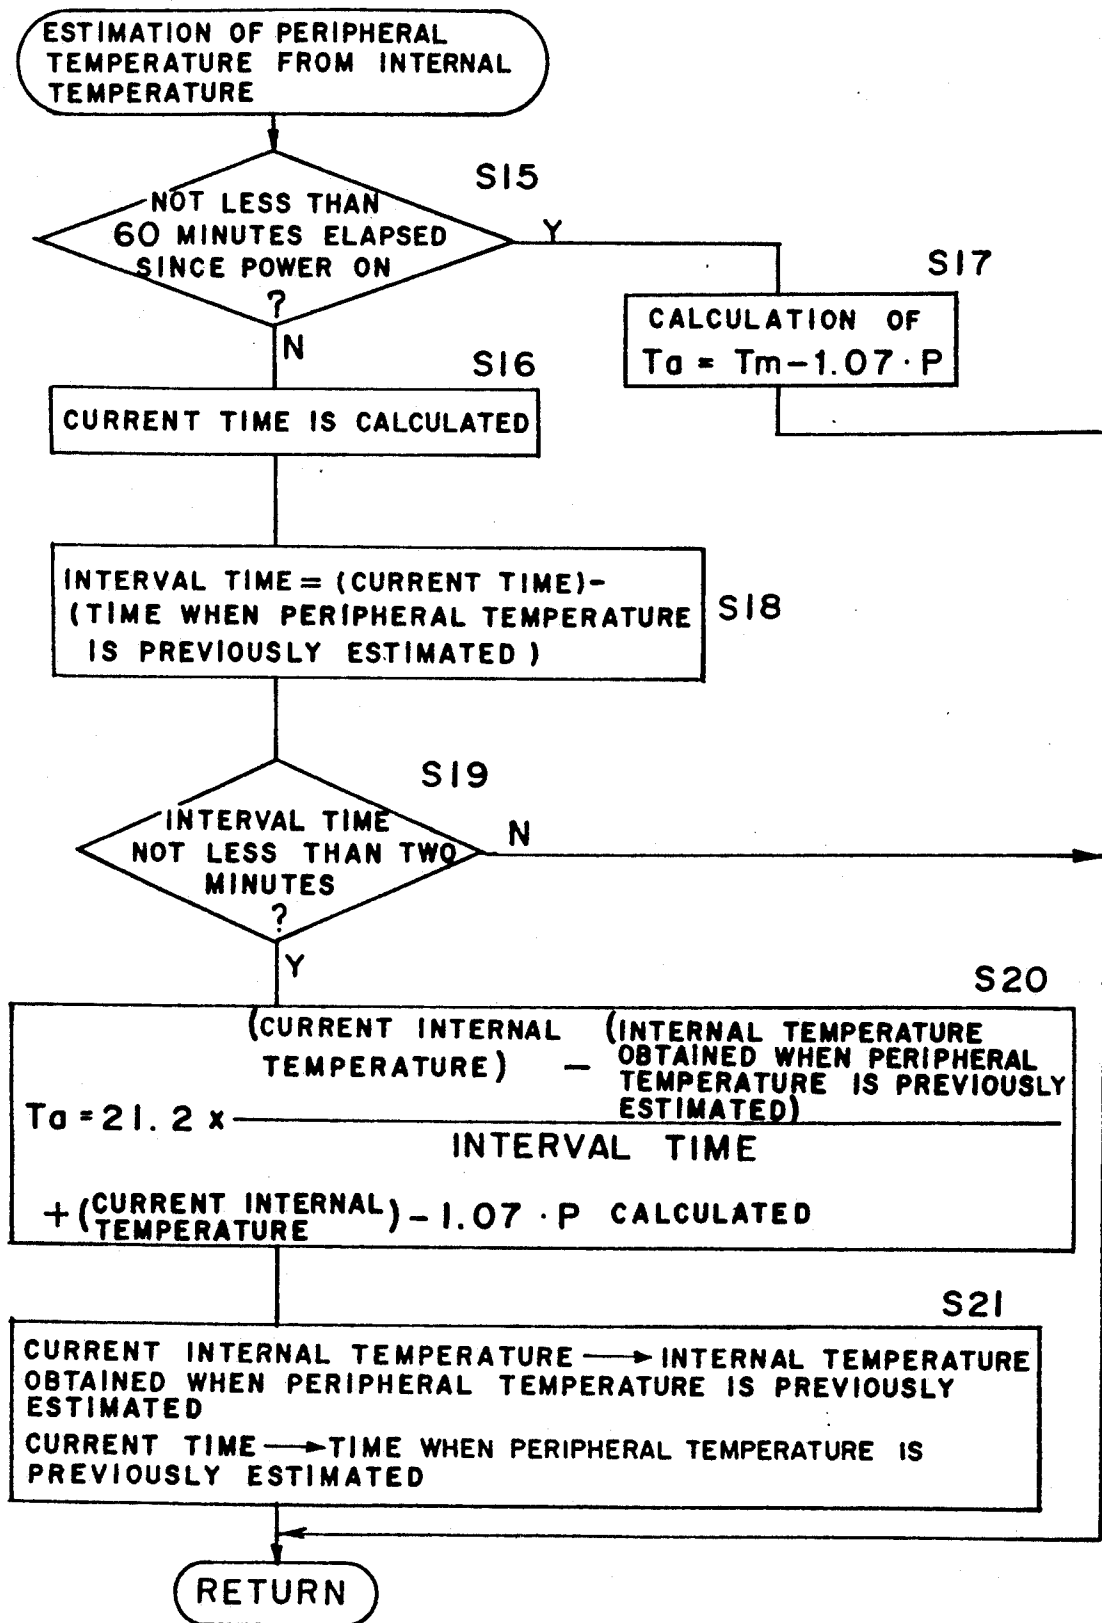 ESTIMATION OF PERIPHERAL
TEMPERATURE FROM INTERNAL
TEMPERATURE
S15
NOT LESS THAN
60 MINUTES ELAPSED
SINCE POWER ON
?
Y
N
S17
CALCULATION OF
Ta = Tm-1.07·P
S16
CURRENT TIME IS CALCULATED
INTERVAL TIME = (CURRENT TIME)-
(TIME WHEN PERIPHERAL TEMPERATURE
IS PREVIOUSLY ESTIMATED)
S18
S19
INTERVAL TIME
NOT LESS THAN TWO
MINUTES
?
N
Y
S20
(CURRENT INTERNAL
TEMPERATURE)
-
(INTERNAL TEMPERATURE
OBTAINED WHEN PERIPHERAL
TEMPERATURE IS PREVIOUSLY
ESTIMATED)
Ta = 21.2 x
INTERVAL TIME
+ (CURRENT INTERNAL
TEMPERATURE) - 1.07 · P CALCULATED
S21
CURRENT INTERNAL TEMPERATURE → INTERNAL TEMPERATURE
OBTAINED WHEN PERIPHERAL TEMPERATURE IS PREVIOUSLY
ESTIMATED
CURRENT TIME → TIME WHEN PERIPHERAL TEMPERATURE IS
PREVIOUSLY ESTIMATED
RETURN